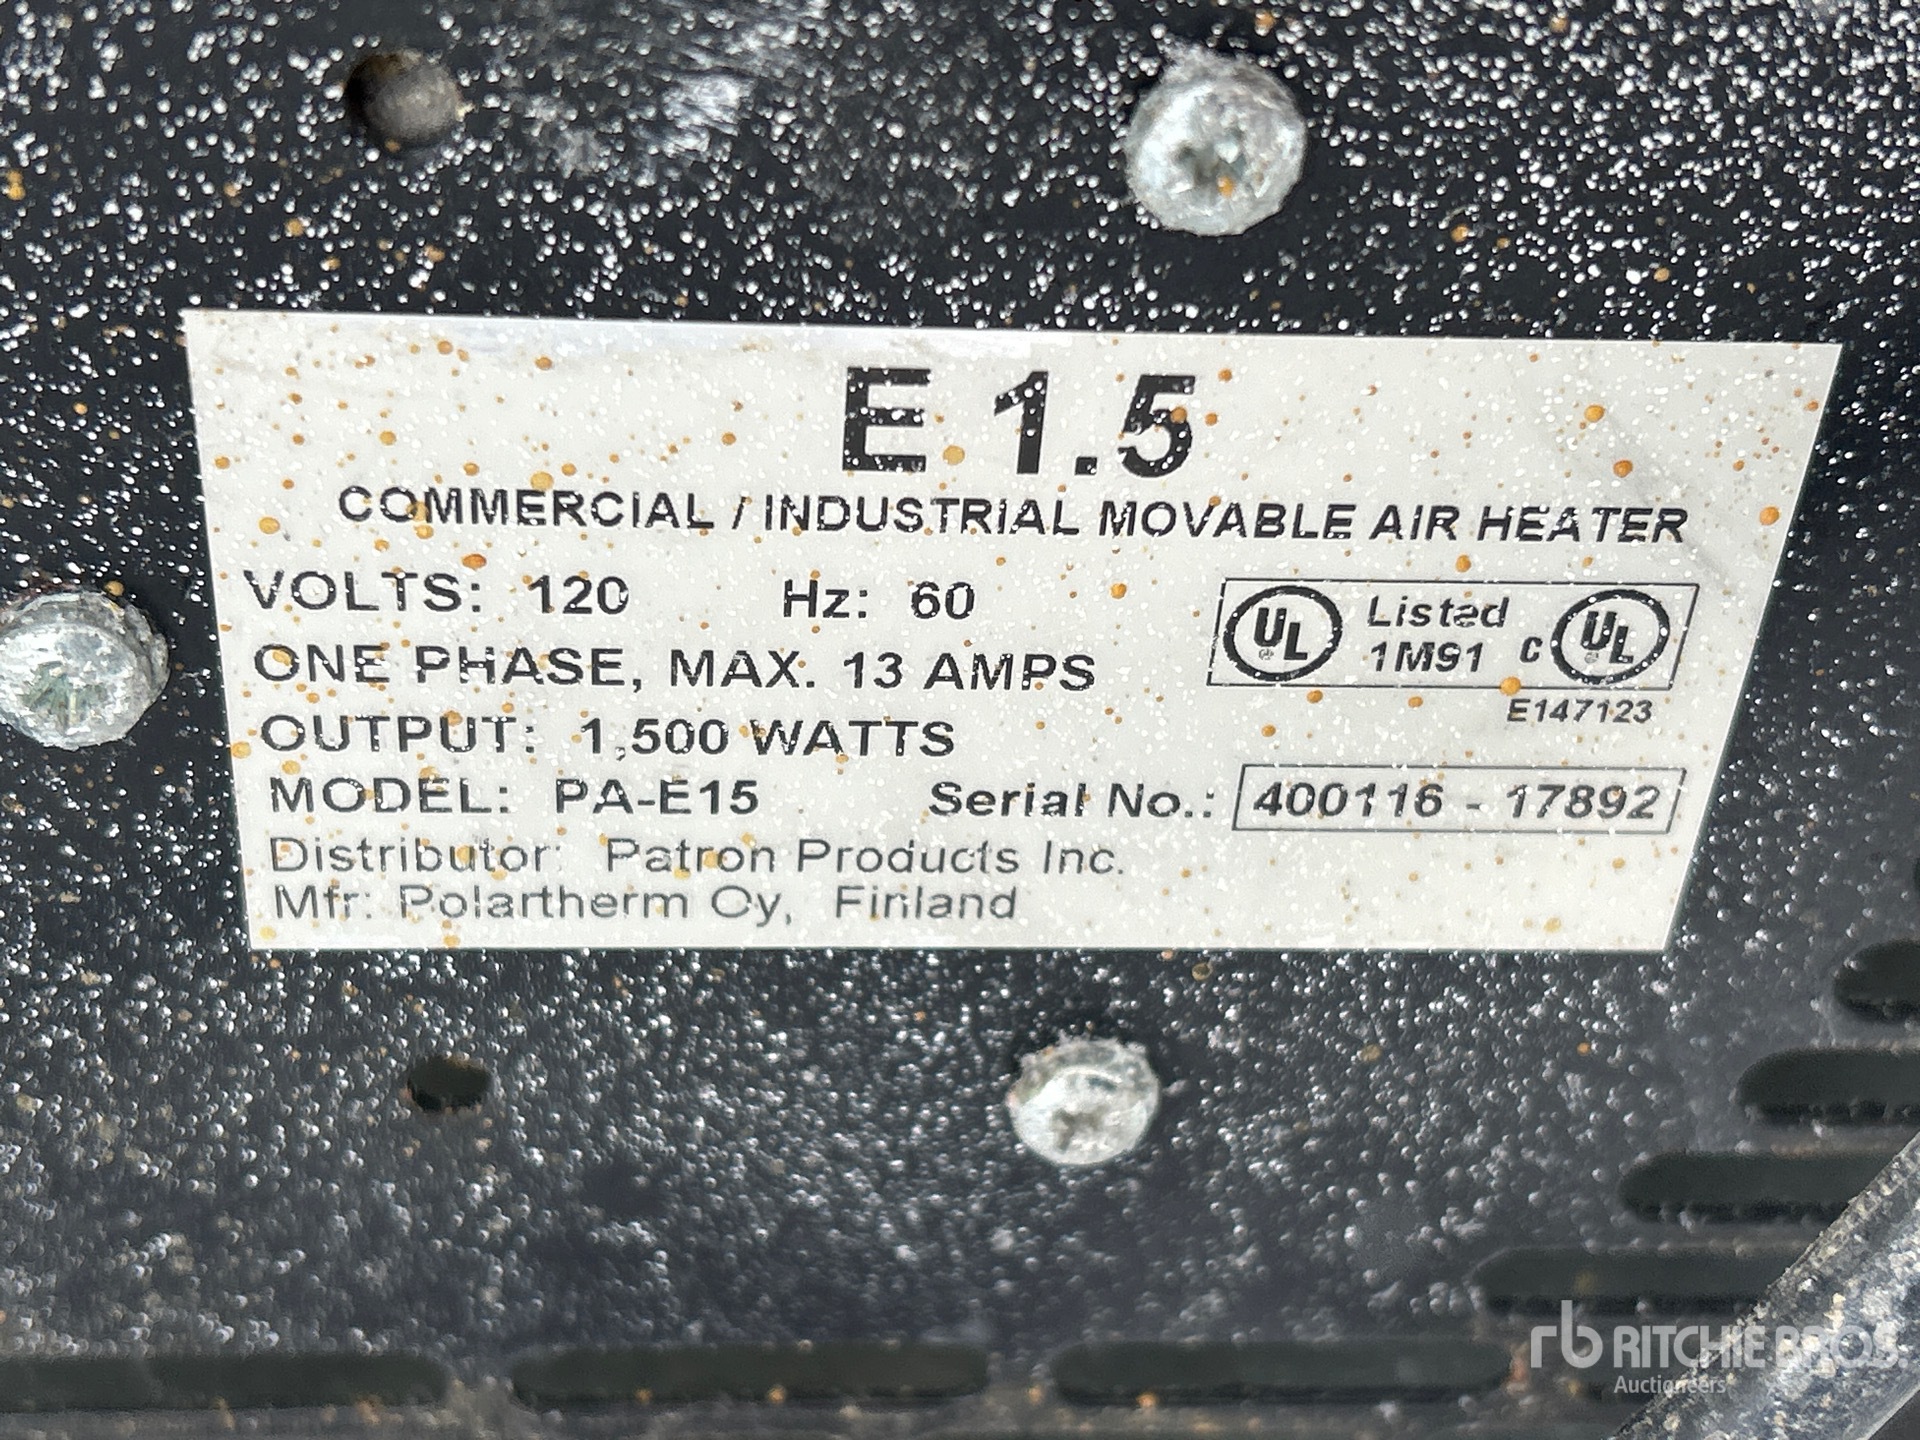 E 1.5
COMMERCIAL / INDUSTRIAL MOVABLE AIR HEATER
VOLTS: 120 Hz: 60
ONE PHASE, MAX. 13 AMPS
OUTPUT: 1,500 WATTS
UL Listed 1M91 C UL
E147123
MODEL: PA-E15 Serial No.: 400116 - 17892
Distributor: Patron Products Inc.
Mfr: Polartherm Oy, Finland
rb RITCHIE BROS.
Auctioneers